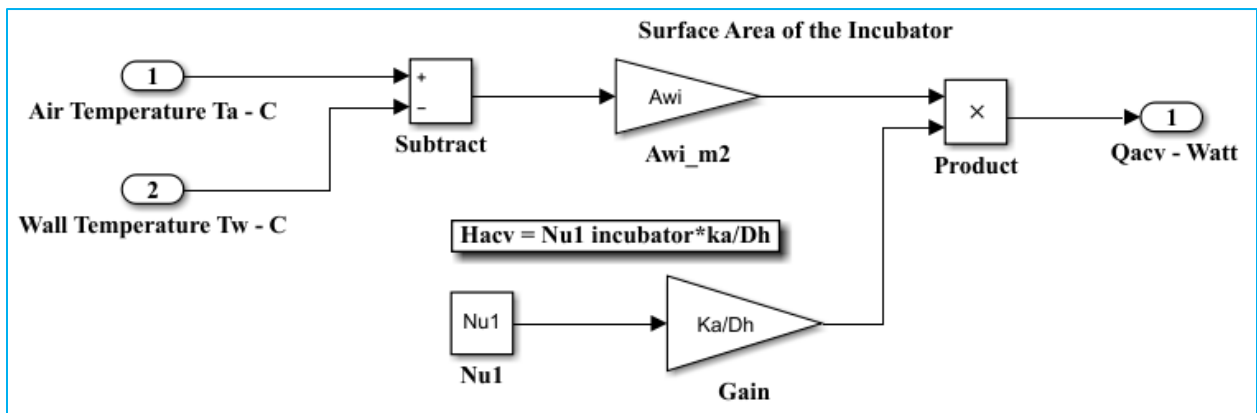 Surface Area of the Incubator
1
Air Temperature Ta - C
+
−
Subtract
Awi
Awi_m2
×
Product
1
Qacv - Watt
2
Wall Temperature Tw - C
Hacv = Nu1 incubator*ka/Dh
Nu1
Nu1
Ka/Dh
Gain